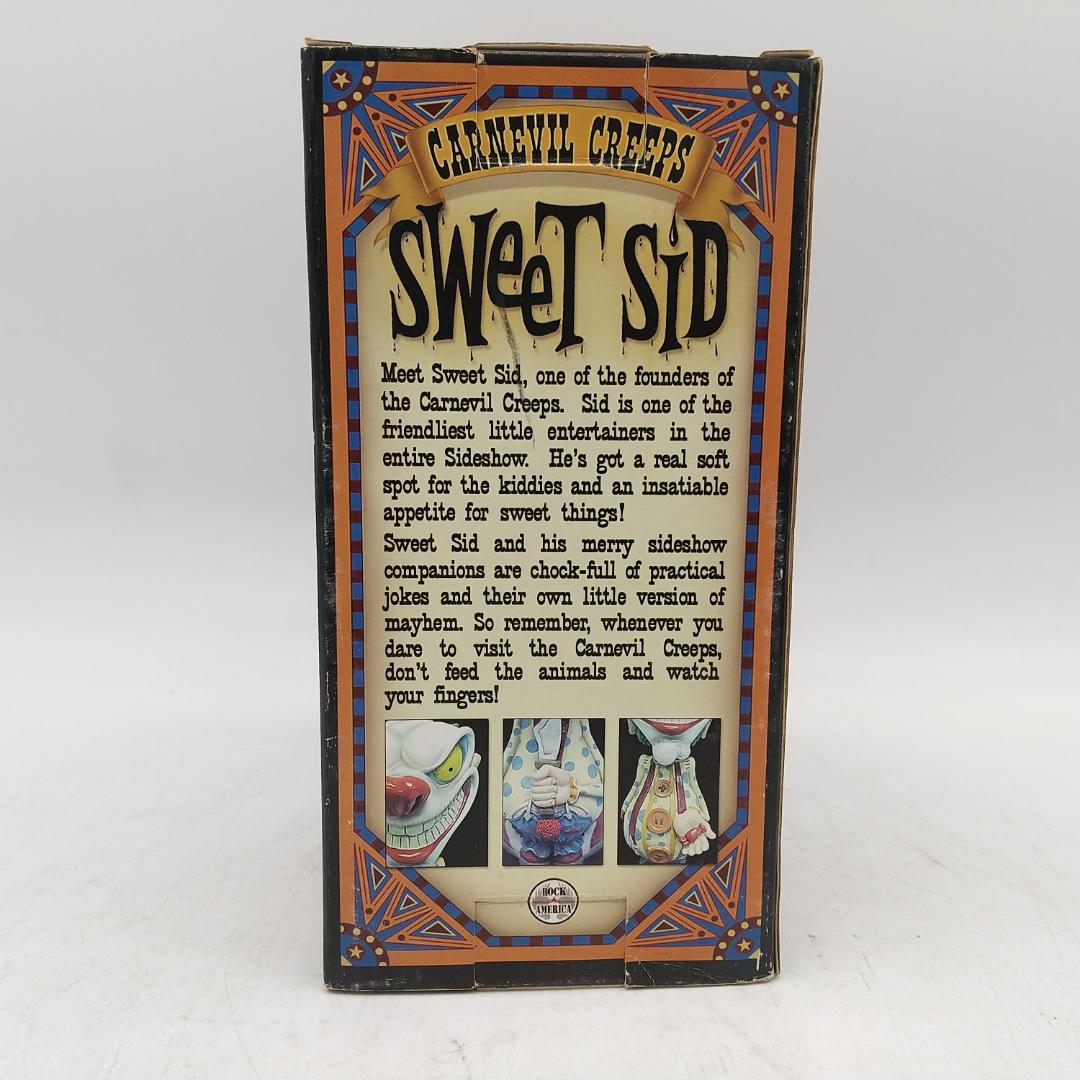 CARNEVIL CREEPS
SWeeT SiD
Meet Sweet Sid, one of the founders of
the Carnevil Creeps. Sid is one of the
friendliest little entertainers in the
entire Sideshow. He's got a real soft
spot for the kiddies and an insatiable
appetite for sweet things!
Sweet Sid and his merry sideshow
companions are chock-full of practical
jokes and their own little version of
mayhem. So remember, whenever you
dare to visit the Carnevil Creeps,
don't feed the animals and watch
your fingers!
ROCK
AMERICA